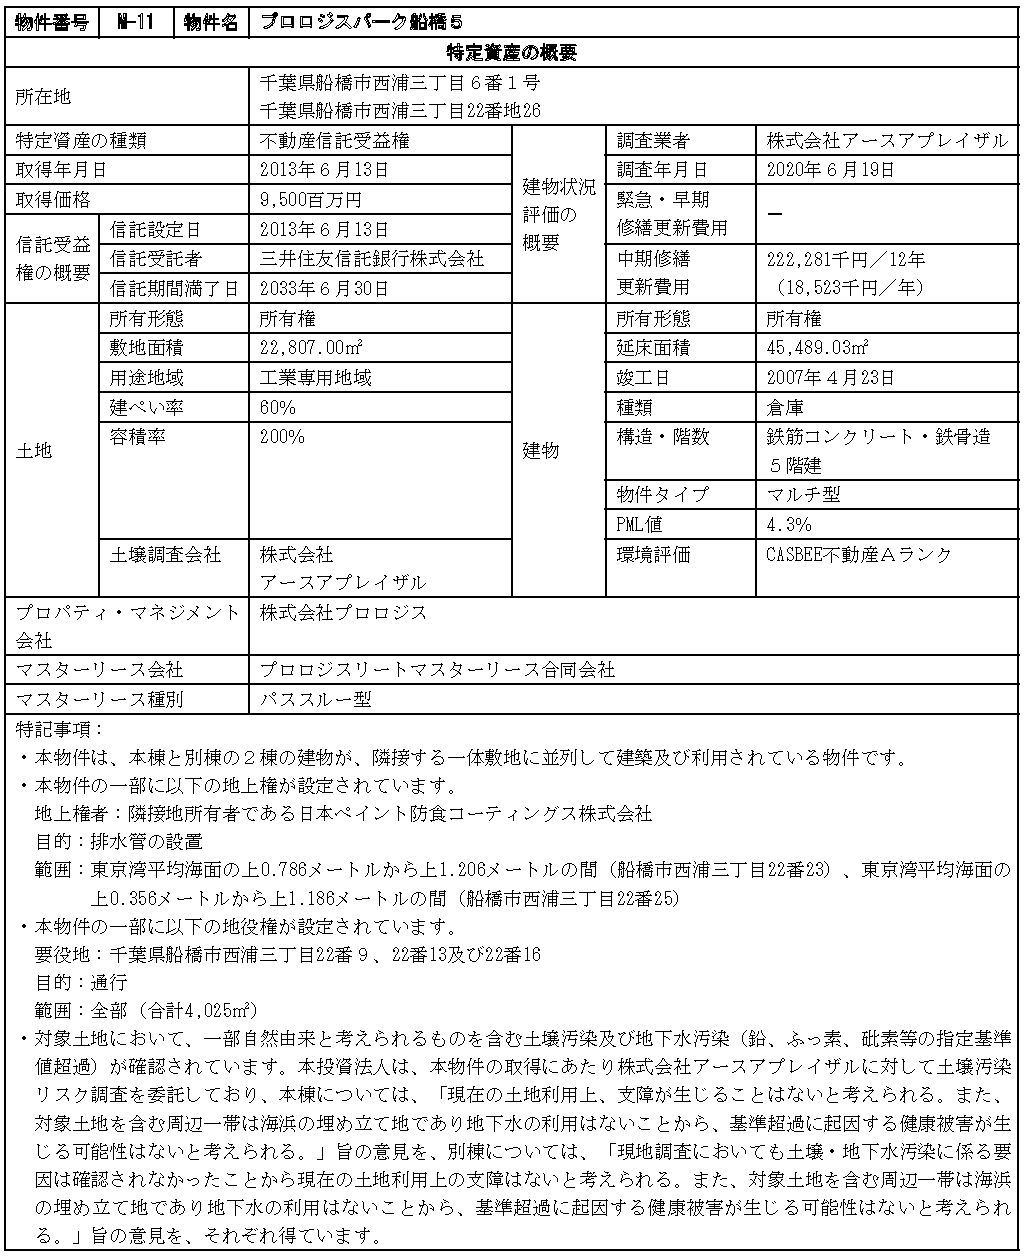 物件番号 M-11 物件名 プロロジスパーク船橋５
特定資産の概要
所在地
千葉県船橋市西浦三丁目６番１号
千葉県船橋市西浦三丁目22番地26
特定資産の種類 不動産信託受益権
取得年月日 2013年６月13日
取得価格 9,500百万円
信託受益
権の概要
信託設定日 2013年６月13日
信託受託者 三井住友信託銀行株式会社
信託期間満了日 2033年６月30日
建物状況
評価の
概要
調査業者 株式会社アースアプレイザル
調査年月日 2020年６月19日
緊急・早期
修繕更新費用
－
中期修繕
更新費用
222,281千円／12年
（18,523千円／年）
土地
所有形態 所有権
敷地面積 22,807.00㎡
用途地域 工業専用地域
建ぺい率 60%
容積率 200%
土壌調査会社 株式会社
アースアプレイザル
建物
所有形態 所有権
延床面積 45,489.03㎡
竣工日 2007年４月23日
種類 倉庫
構造・階数 鉄筋コンクリート・鉄骨造
５階建
物件タイプ マルチ型
PML値 4.3%
環境評価 CASBEE不動産Ａランク
プロパティ・マネジメント
会社
株式会社プロロジス
マスターリース会社 プロロジスリートマスターリース合同会社
マスターリース種別 パススルー型
特記事項：
・本物件は、本棟と別棟の２棟の建物が、隣接する一体敷地に並列して建築及び利用されている物件です。
・本物件の一部に以下の地上権が設定されています。
地上権者：隣接地所有者である日本ペイント防食コーティングス株式会社
目的：排水管の設置
範囲：東京湾平均海面の上0.786メートルから上1.206メートルの間（船橋市西浦三丁目22番23）、東京湾平均海面の
上0.356メートルから上1.186メートルの間（船橋市西浦三丁目22番25）
・本物件の一部に以下の地役権が設定されています。
要役地：千葉県船橋市西浦三丁目22番９、22番13及び22番16
目的：通行
範囲：全部（合計4,025㎡）
・対象土地において、一部自然由来と考えられるものを含む土壌汚染及び地下水汚染（鉛、ふっ素、砒素等の指定基準
値超過）が確認されています。本投資法人は、本物件の取得にあたり株式会社アースアプレイザルに対して土壌汚染
リスク調査を委託しており、本棟については、「現在の土地利用上、支障が生じることはないと考えられる。また、
対象土地を含む周辺一帯は海浜の埋め立て地であり地下水の利用はないことから、基準超過に起因する健康被害が生
じる可能性はないと考えられる。」旨の意見を、別棟については、「現地調査においても土壌・地下水汚染に係る要
因は確認されなかったことから現在の土地利用上の支障はないと考えられる。また、対象土地を含む周辺一帯は海浜
の埋め立て地であり地下水の利用はないことから、基準超過に起因する健康被害が生じる可能性はないと考えられ
る。」旨の意見を、それぞれ得ています。